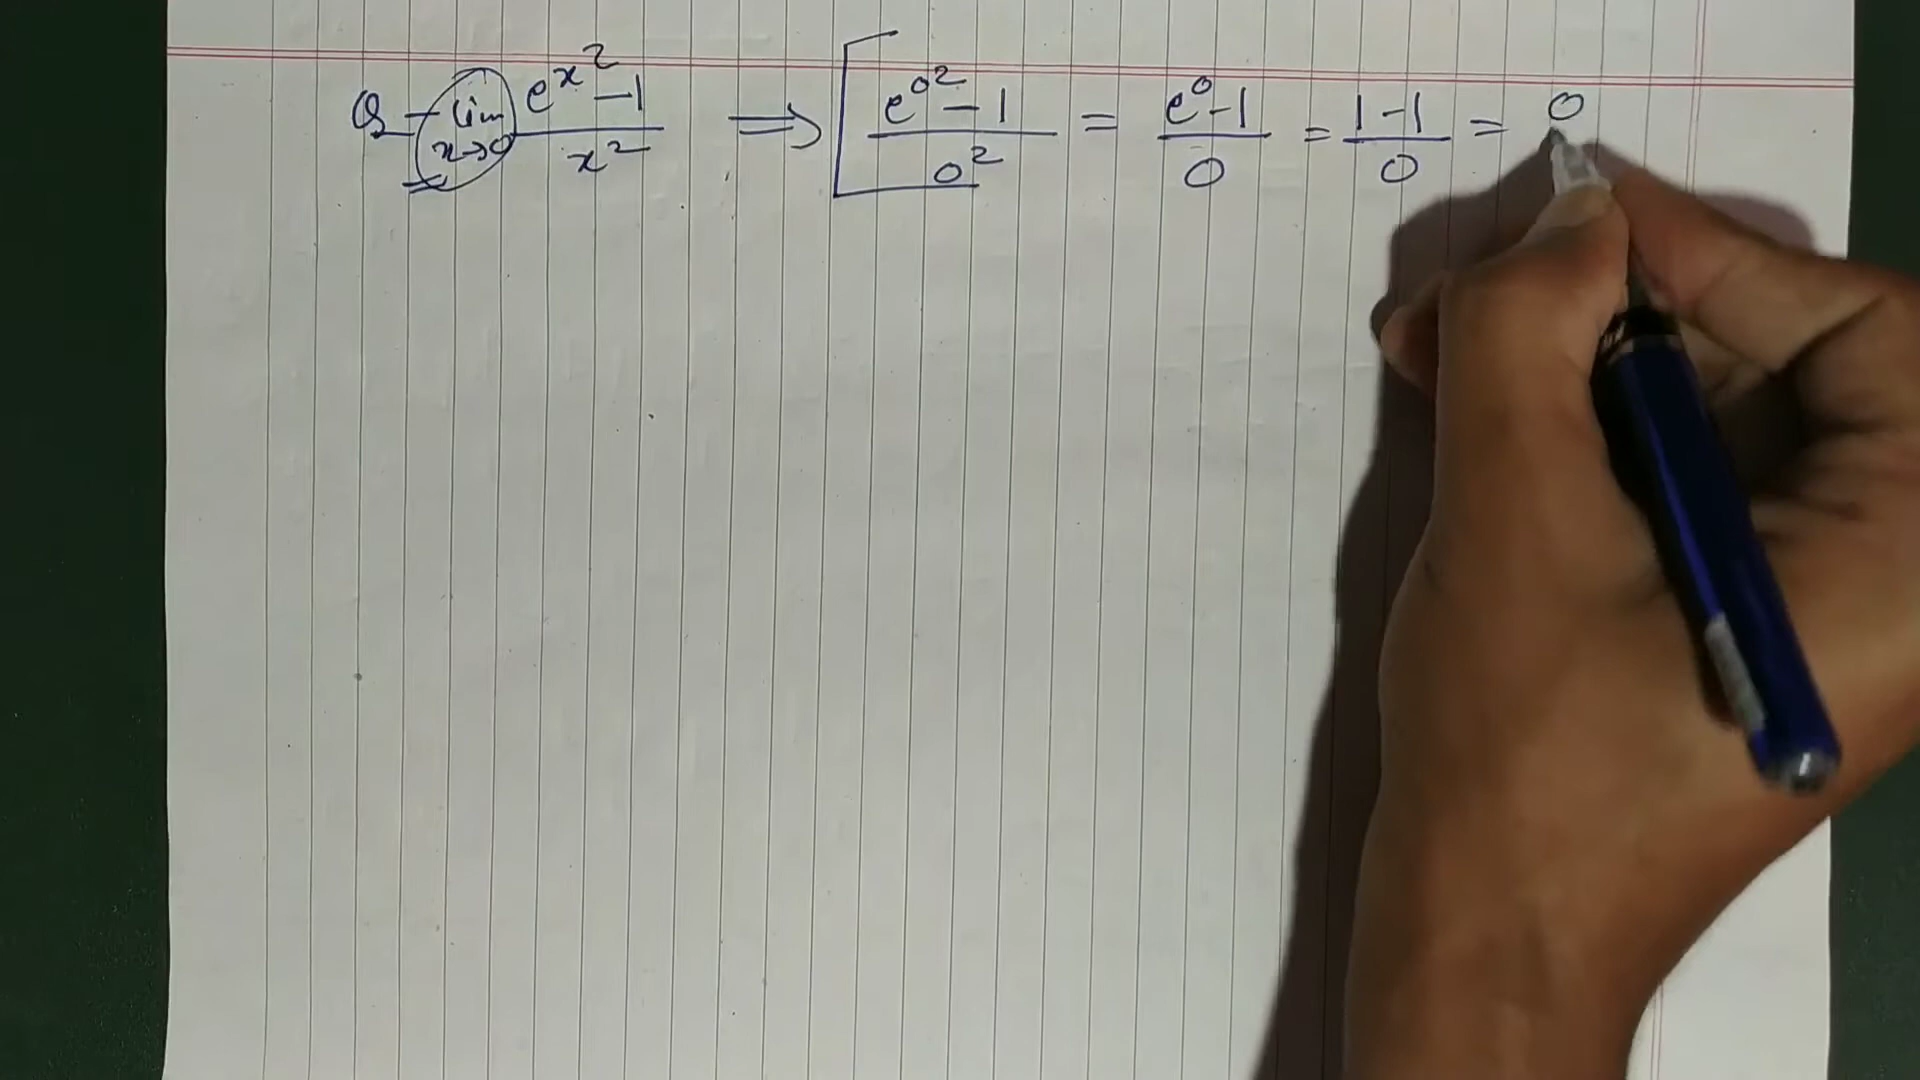 Q - lim x→0 e^x^2 - 1 / x^2 ⇒ [ e^0^2 - 1 / 0^2 = e^0 - 1 / 0 = 1 - 1 / 0 = 0